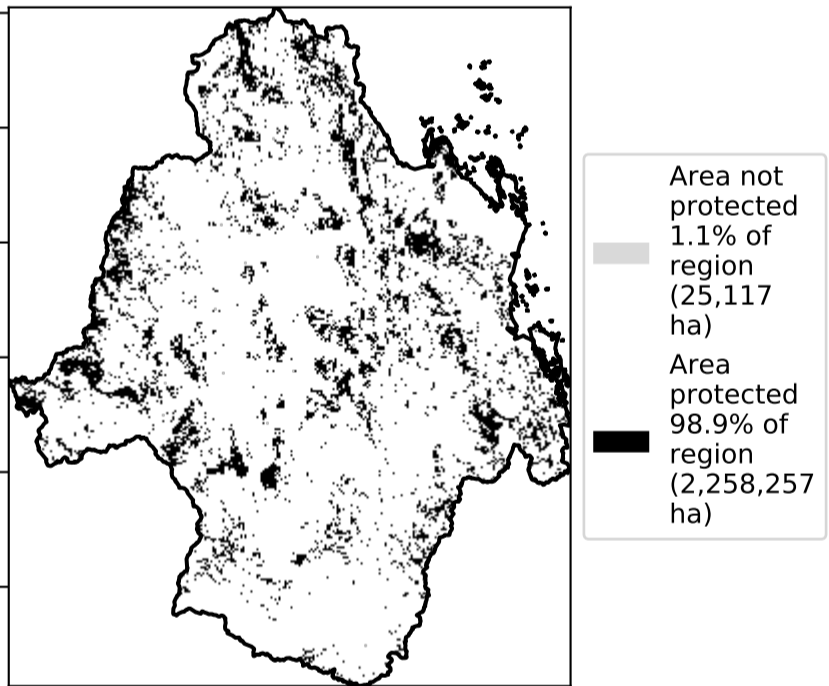 Area not
protected
1.1% of
region
(25,117
ha)
Area
protected
98.9% of
region
(2,258,257
ha)